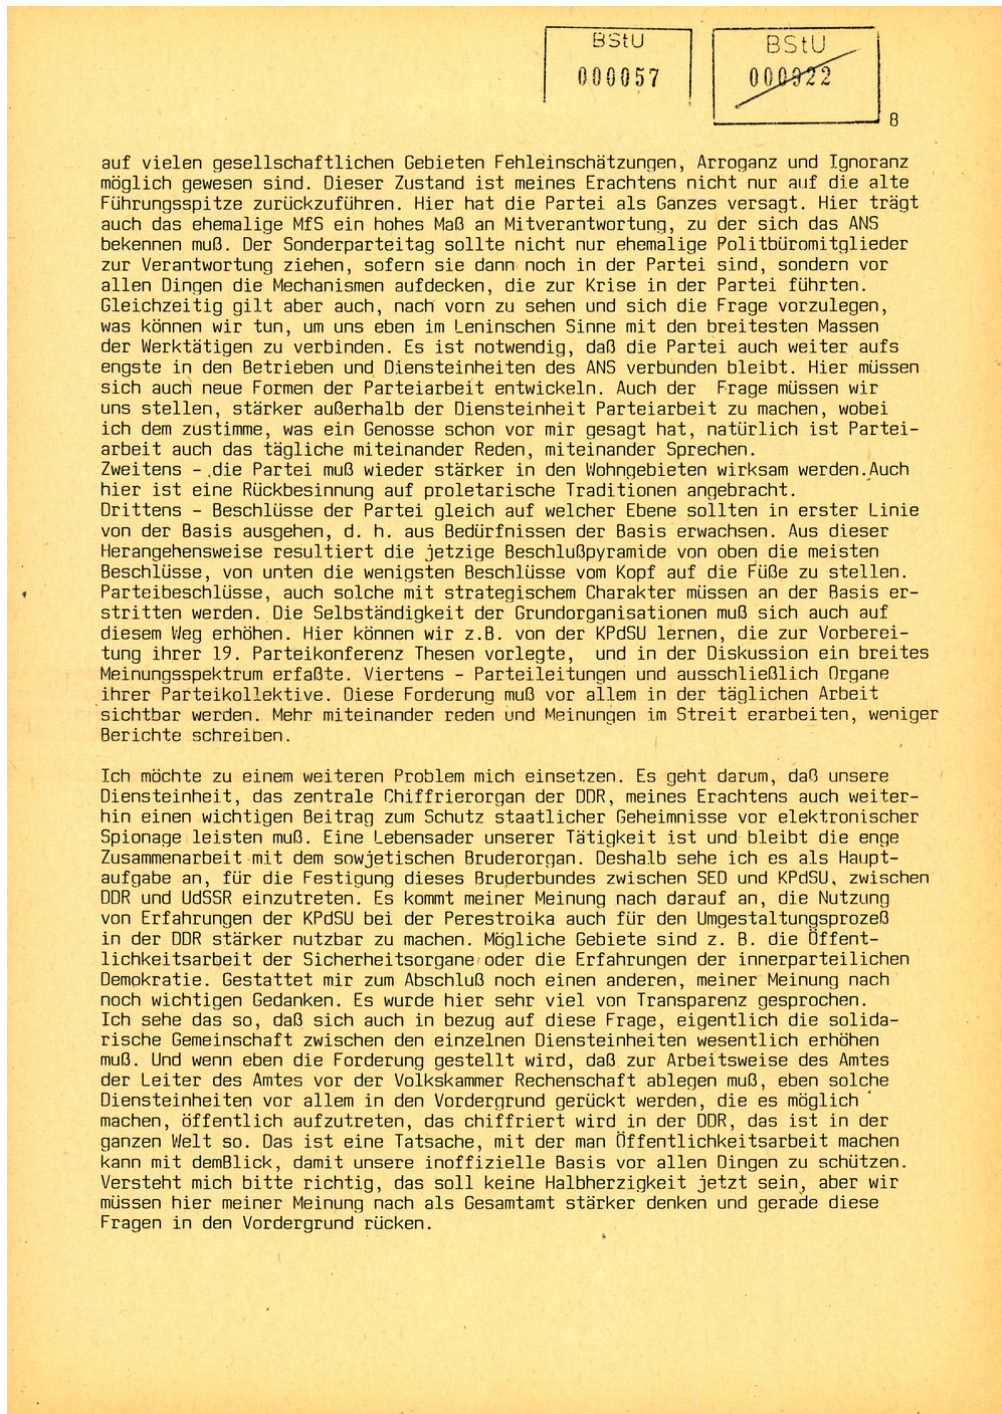 BStU
000057
BStU
000022
8
auf vielen gesellschaftlichen Gebieten Fehleinschätzungen, Arroganz und Ignoranz
möglich gewesen sind. Dieser Zustand ist meines Erachtens nicht nur auf die alte
Führungsspitze zurückzuführen. Hier hat die Partei als Ganzes versagt. Hier trägt
auch das ehemalige MfS ein hohes Maß an Mitverantwortung, zu der sich das ANS
bekennen muß. Der Sonderparteitag sollte nicht nur ehemalige Politbüromitglieder
zur Verantwortung ziehen, sofern sie dann noch in der Partei sind, sondern vor
allen Dingen die Mechanismen aufdecken, die zur Krise in der Partei führten.
Gleichzeitig gilt aber auch, nach vorn zu sehen und sich die Frage vorzulegen,
was können wir tun, um uns eben im Leninschen Sinne mit den breitesten Massen
der Werktätigen zu verbinden. Es ist notwendig, daß die Partei auch weiter aufs
engste in den Betrieben und Diensteinheiten des ANS verbunden bleibt. Hier müssen
sich auch neue Formen der Parteiarbeit entwickeln. Auch der Frage müssen wir
uns stellen, stärker außerhalb der Diensteinheit Parteiarbeit zu machen, wobei
ich dem zustimme, was ein Genosse schon vor mir gesagt hat, natürlich ist Partei-
arbeit auch das tägliche miteinander Reden, miteinander Sprechen.
Zweitens - die Partei muß wieder stärker in den Wohngebieten wirksam werden.Auch
hier ist eine Rückbesinnung auf proletarische Traditionen angebracht.
Drittens - Beschlüsse der Partei gleich auf welcher Ebene sollten in erster Linie
von der Basis ausgehen, d. h. aus Bedürfnissen der Basis erwachsen. Aus dieser
Herangehensweise resultiert die jetzige Beschlußpyramide von oben die meisten
Beschlüsse, von unten die wenigsten Beschlüsse vom Kopf auf die Füße zu stellen.
Parteibeschlüsse, auch solche mit strategischem Charakter müssen an der Basis er-
stritten werden. Die Selbständigkeit der Grundorganisationen muß sich auch auf
diesem Weg erhöhen. Hier können wir z.B. von der KPdSU lernen, die zur Vorberei-
tung ihrer 19. Parteikonferenz Thesen vorlegte, und in der Diskussion ein breites
Meinungsspektrum erfaßte. Viertens - Parteileitungen und ausschließlich Organe
ihrer Parteikollektive. Diese Forderung muß vor allem in der täglichen Arbeit
sichtbar werden. Mehr miteinander reden und Meinungen im Streit erarbeiten, weniger
Berichte schreiben.
Ich möchte zu einem weiteren Problem mich einsetzen. Es geht darum, daß unsere
Diensteinheit, das zentrale Chiffrierorgan der DDR, meines Erachtens auch weiter-
hin einen wichtigen Beitrag zum Schutz staatlicher Geheimnisse vor elektronischer
Spionage leisten muß. Eine Lebensader unserer Tätigkeit ist und bleibt die enge
Zusammenarbeit mit dem sowjetischen Bruderorgan. Deshalb sehe ich es als Haupt-
aufgabe an, für die Festigung dieses Bruderbundes zwischen SED und KPdSU, zwischen
DDR und UdSSR einzutreten. Es kommt meiner Meinung nach darauf an, die Nutzung
von Erfahrungen der KPdSU bei der Perestroika auch für den Umgestaltungsprozeß
in der DDR stärker nutzbar zu machen. Mögliche Gebiete sind z. B. die Öffent-
lichkeitsarbeit der Sicherheitsorgane oder die Erfahrungen der innerparteilichen
Demokratie. Gestattet mir zum Abschluß noch einen anderen, meiner Meinung nach
noch wichtigen Gedanken. Es wurde hier sehr viel von Transparenz gesprochen.
Ich sehe das so, daß sich auch in bezug auf diese Frage, eigentlich die solida-
rische Gemeinschaft zwischen den einzelnen Diensteinheiten wesentlich erhöhen
muß. Und wenn eben die Forderung gestellt wird, daß zur Arbeitsweise des Amtes
der Leiter des Amtes vor der Volkskammer Rechenschaft ablegen muß, eben solche
Diensteinheiten vor allem in den Vordergrund gerückt werden, die es möglich
machen, öffentlich aufzutreten, das chiffriert wird in der DDR, das ist in der
ganzen Welt so. Das ist eine Tatsache, mit der man Öffentlichkeitsarbeit machen
kann mit demBlick, damit unsere inoffizielle Basis vor allen Dingen zu schützen.
Versteht mich bitte richtig, das soll keine Halbherzigkeit jetzt sein, aber wir
müssen hier meiner Meinung nach als Gesamtamt stärker denken und gerade diese
Fragen in den Vordergrund rücken.